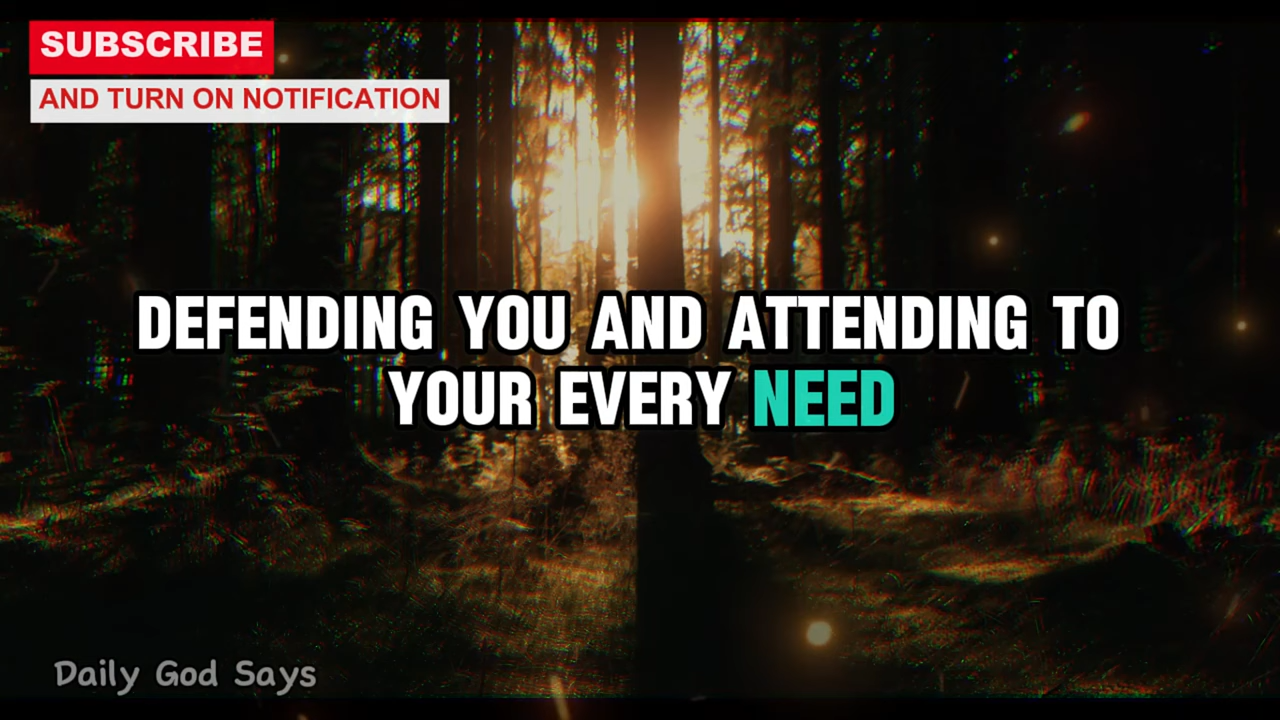 SUBSCRIBE
AND TURN ON NOTIFICATION
DEFENDING YOU AND ATTENDING TO
YOUR EVERY NEED
Daily God Says